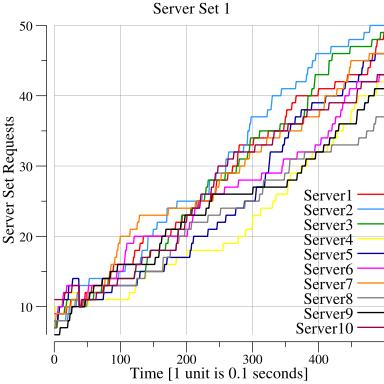 Server Set 1
Server Set Requests
50
40
30
20
10
Server1
Server2
Server3
Server4
Server5
Server6
Server7
Server8
Server9
Server10
0
100
200
300
400
Time [1 unit is 0.1 seconds]